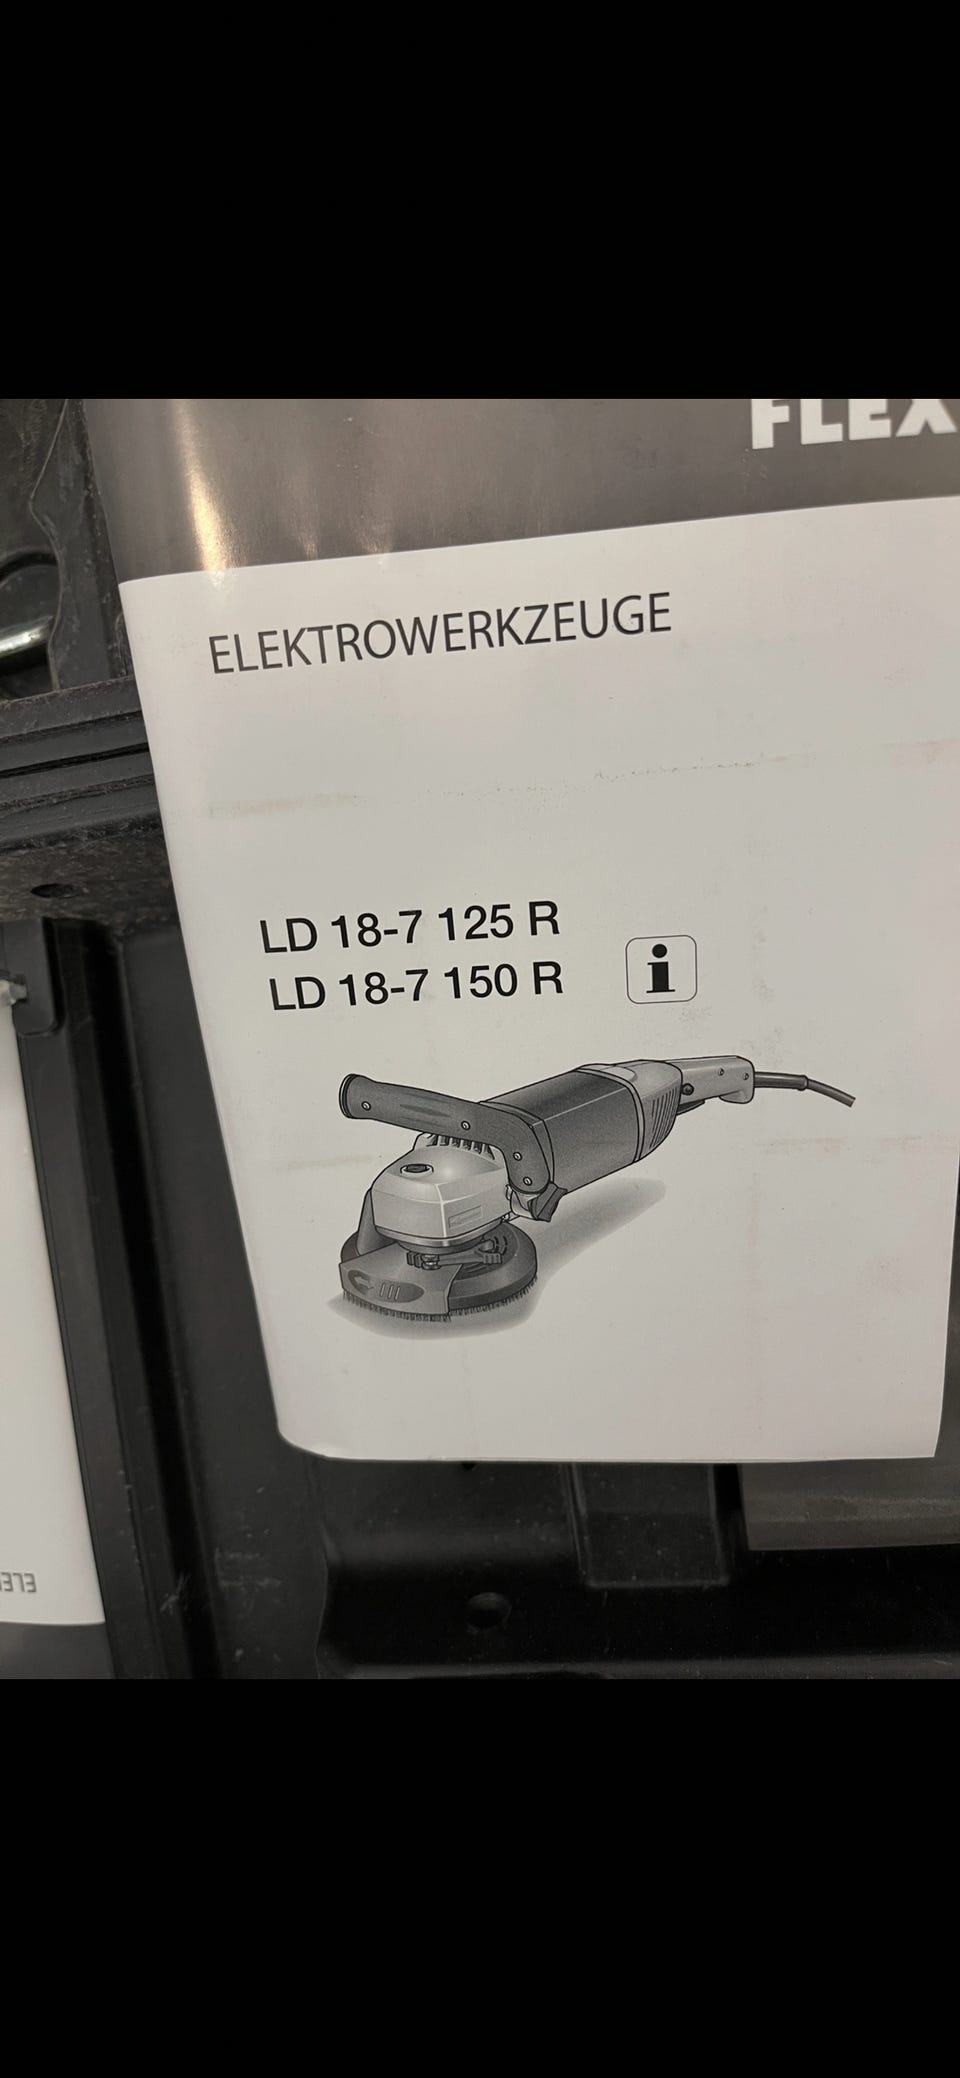 FLEX
ELEKTROWERKZEUGE
LD 18-7 125 R
LD 18-7 150 R
i